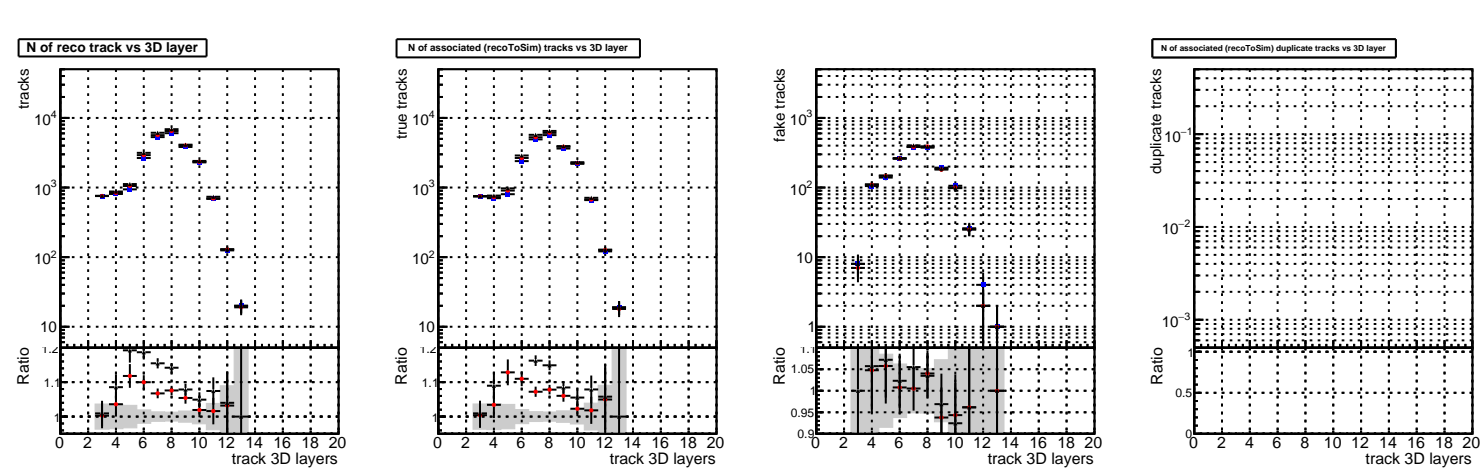 N of reco track vs 3D layer
tracks
10^4
10^3
10^2
10
Ratio
1.2
1.1
1
0 2 4 6 8 10 12 14 16 18 20
track 3D layers
N of associated (recoToSim) tracks vs 3D layer
true tracks
10^4
10^3
10^2
10
Ratio
1.2
1.1
1
0 2 4 6 8 10 12 14 16 18 20
track 3D layers
fake tracks
10^3
10^2
10
1
Ratio
1.1
1.05
1
0.95
0.9
0 2 4 6 8 10 12 14 16 18 20
track 3D layers
N of associated (recoToSim) duplicate tracks vs 3D layer
duplicate tracks
10^−1
10^−2
10^−3
Ratio
1
0.5
0
0 2 4 6 8 10 12 14 16 18 20
track 3D layers